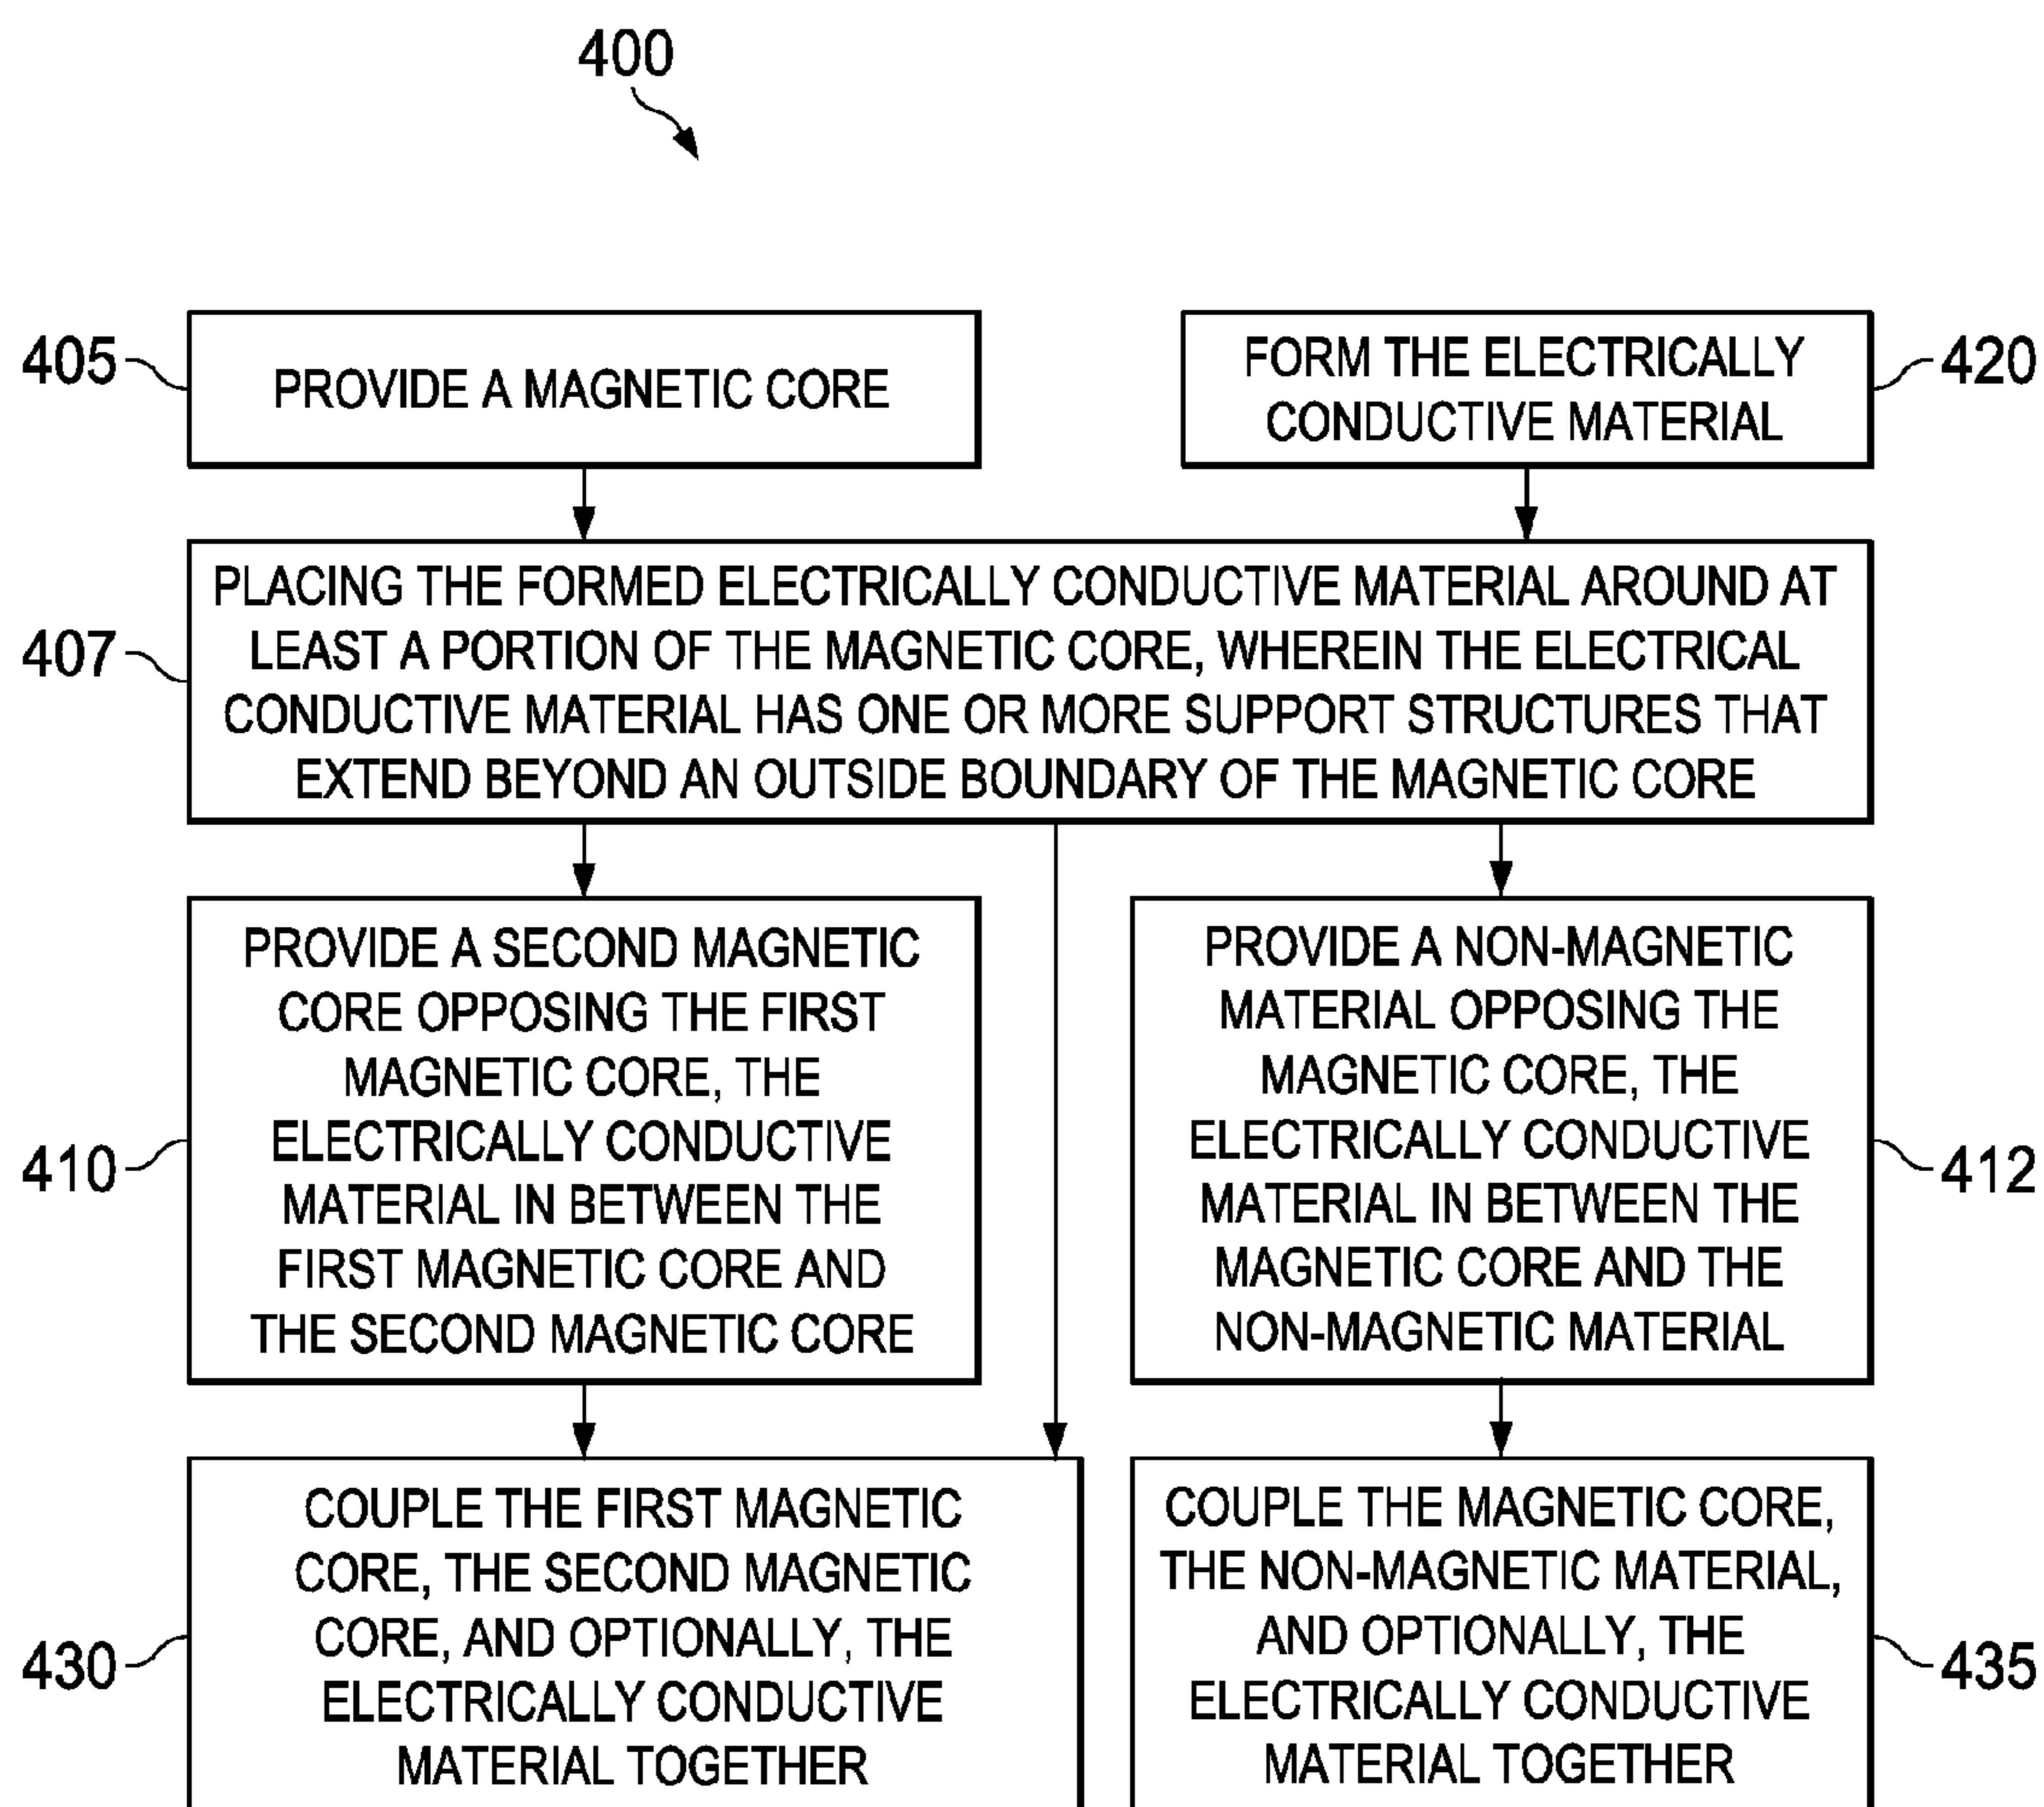 400
405
PROVIDE A MAGNETIC CORE
FORM THE ELECTRICALLY
CONDUCTIVE MATERIAL
420
407
PLACING THE FORMED ELECTRICALLY CONDUCTIVE MATERIAL AROUND AT
LEAST A PORTION OF THE MAGNETIC CORE, WHEREIN THE ELECTRICAL
CONDUCTIVE MATERIAL HAS ONE OR MORE SUPPORT STRUCTURES THAT
EXTEND BEYOND AN OUTSIDE BOUNDARY OF THE MAGNETIC CORE
410
PROVIDE A SECOND MAGNETIC
CORE OPPOSING THE FIRST
MAGNETIC CORE, THE
ELECTRICALLY CONDUCTIVE
MATERIAL IN BETWEEN THE
FIRST MAGNETIC CORE AND
THE SECOND MAGNETIC CORE
PROVIDE A NON-MAGNETIC
MATERIAL OPPOSING THE
MAGNETIC CORE, THE
ELECTRICALLY CONDUCTIVE
MATERIAL IN BETWEEN THE
MAGNETIC CORE AND THE
NON-MAGNETIC MATERIAL
412
430
COUPLE THE FIRST MAGNETIC
CORE, THE SECOND MAGNETIC
CORE, AND OPTIONALLY, THE
ELECTRICALLY CONDUCTIVE
MATERIAL TOGETHER
COUPLE THE MAGNETIC CORE,
THE NON-MAGNETIC MATERIAL,
AND OPTIONALLY, THE
ELECTRICALLY CONDUCTIVE
MATERIAL TOGETHER
435